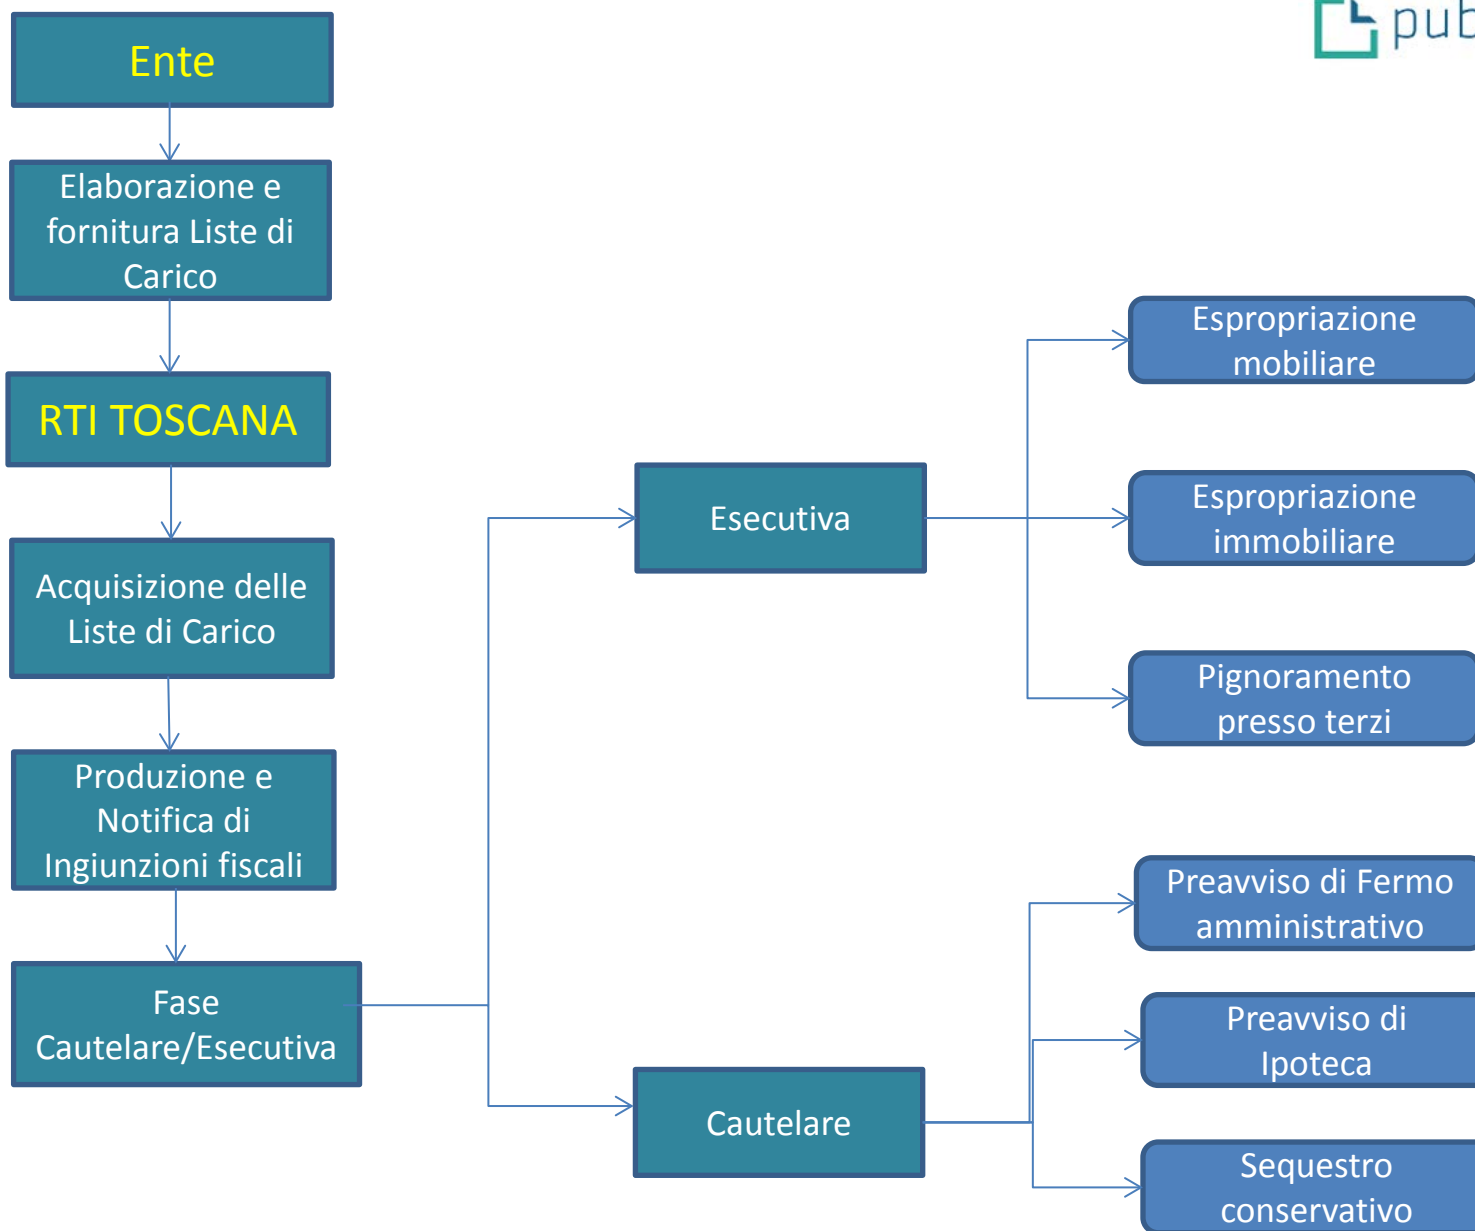 pub
Ente
Elaborazione e
fornitura Liste di
Carico
RTI TOSCANA
Acquisizione delle
Liste di Carico
Produzione e
Notifica di
Ingiunzioni fiscali
Fase
Cautelare/Esecutiva
Esecutiva
Cautelare
Espropriazione
mobiliare
Espropriazione
immobiliare
Pignoramento
presso terzi
Preavviso di Fermo
amministrativo
Preavviso di
Ipoteca
Sequestro
conservativo